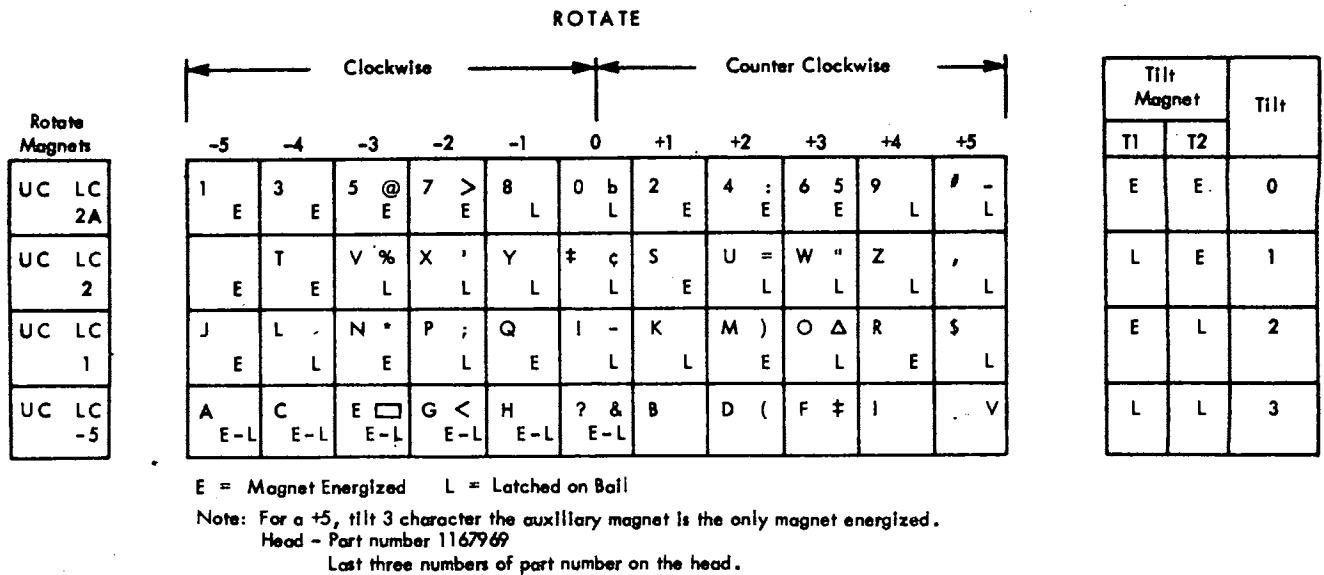 ROTATE
Clockwise Counter Clockwise Tilt Magnet Tilt
Rotate Magnets -5 -4 -3 -2 -1 0 +1 +2 +3 +4 +5 T1 T2
UC LC 1 3 5 @ 7 > 8 0 b 2 4 : 6 5 9 # - E E 0
2A E E E E L L E E E L L
UC LC T V % X ' Y ‡ ¢ S U = W " Z , L E 1
2 E E L L L L E L L L L
UC LC J L N * P ; Q I - K M ) O Δ R $ E L 2
1 E L E L E L L E L E L
UC LC A C E ▭ G < H ? & B D ( F ‡ I . V L L 3
-5 E-L E-L E-L E-L E-L E-L
E = Magnet Energized L = Latched on Bail
Note: For a +5, tilt 3 character the auxiliary magnet is the only magnet energized.
Head - Part number 1167969
Last three numbers of part number on the head.